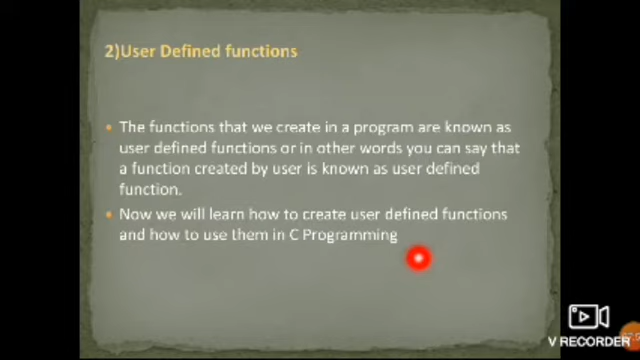 2)User Defined functions
The functions that we create in a program are known as
user defined functions or in other words you can say that
a function created by user is known as user defined
function.
Now we will learn how to create user defined functions
and how to use them in C Programming
V RECORDER